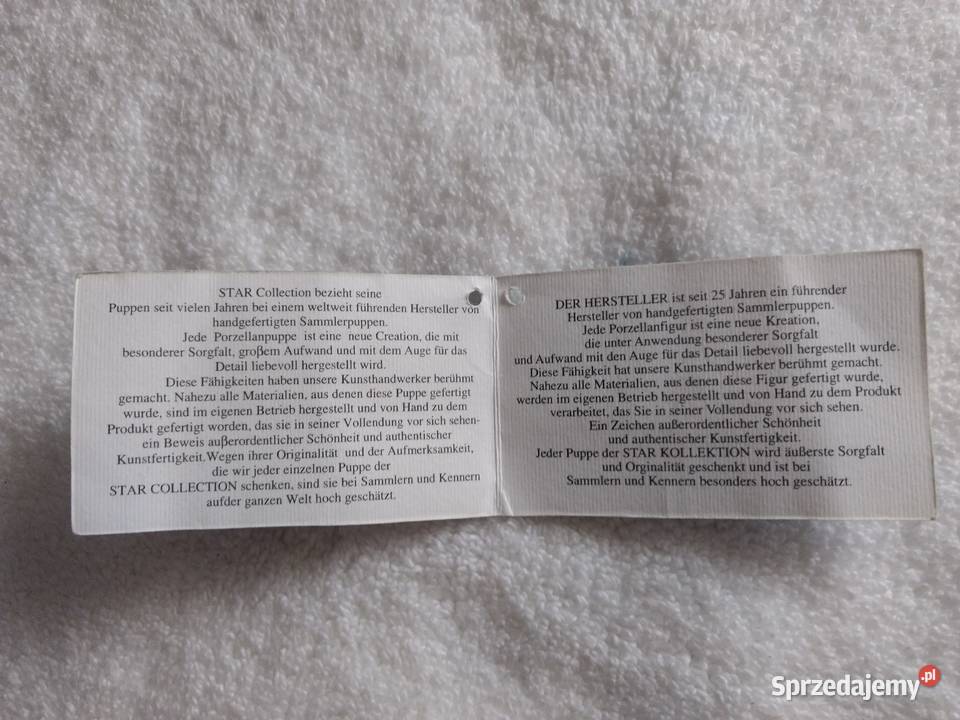 STAR Collection bezieht seine
Puppen seit vielen Jahren bei einem weltweit führenden Hersteller von
handgefertigten Sammlerpuppen.
Jede Porzellanpuppe ist eine neue Creation, die mit
besonderer Sorgfalt, großem Aufwand und mit dem Auge für das
Detail liebevoll hergestellt wird.
Diese Fähigkeiten haben unsere Kunsthandwerker berühmt
gemacht. Nahezu alle Materialien, aus denen diese Puppe gefertigt
wurde, sind im eigenen Betrieb hergestellt und von Hand zu dem
Produkt gefertigt worden, das sie in seiner Vollendung vor sich sehen-
ein Beweis außerordentlicher Schönheit und authentischer
Kunstfertigkeit.Wegen ihrer Originalität und der Aufmerksamkeit,
die wir jeder einzelnen Puppe der
STAR COLLECTION schenken, sind sie bei Sammlern und Kennern
aufder ganzen Welt hoch geschätzt.
DER HERSTELLER ist seit 25 Jahren ein führender
Hersteller von handgefertigten Sammlerpuppen.
Jede Porzellanfigur ist eine neue Kreation,
die unter Anwendung besonderer Sorgfalt
und Aufwand mit den Auge für das Detail liebevoll hergestellt wurde.
Diese Fähigkeit hat unsere Kunsthandwerker berühmt gemacht.
Nahezu alle Materialien, aus denen diese Figur gefertigt wurde,
werden im eigenen Betrieb hergestellt und von Hand zu dem Produkt
verarbeitet, das Sie in seiner Vollendung vor sich sehen.
Ein Zeichen außerordentlicher Schönheit
und authentischer Kunstfertigkeit.
Jeder Puppe der STAR KOLLEKTION wird äußerste Sorgfalt
und Orginalität geschenkt und ist bei
Sammlern und Kennern besonders hoch geschätzt.
Sprzedajemy.pl